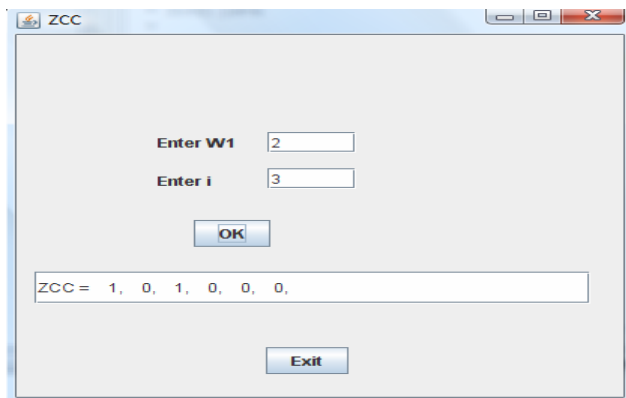 ZCC
Enter W1 2
Enter i 3
OK
ZCC = 1, 0, 1, 0, 0, 0,
Exit